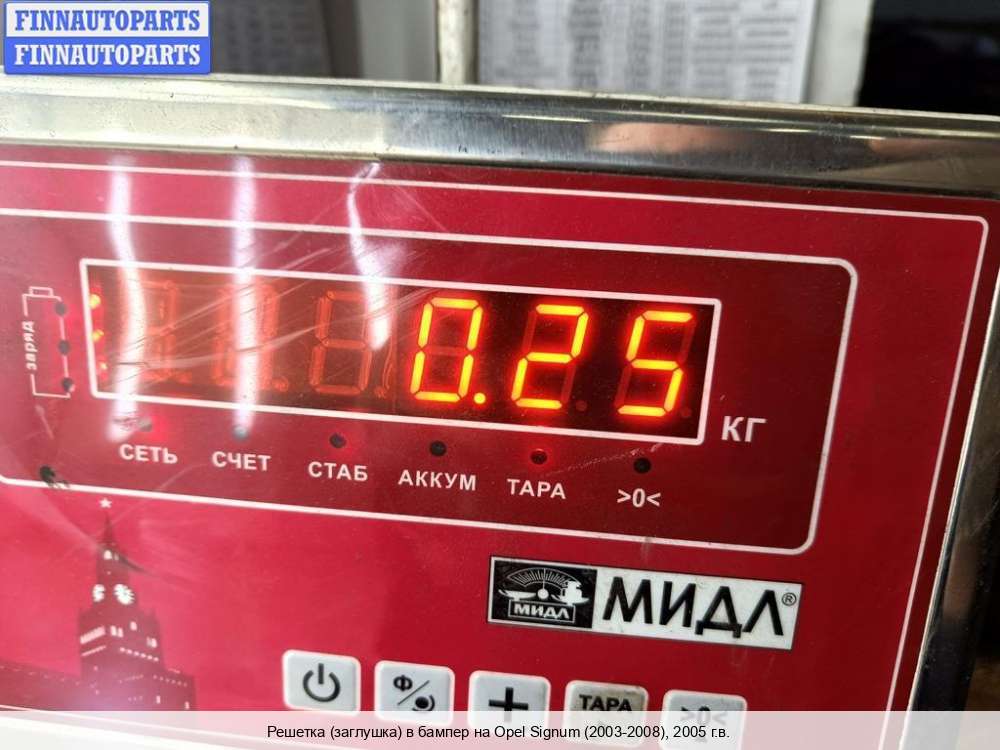 FINNAUTOPARTS
FINNAUTOPARTS
заряд
0.25
КГ
СЕТЬ СЧЕТ СТАБ АККУМ ТАРА >0<
МИДЛ МИДЛ®
Ф
ТАРА >0<
Решетка (заглушка) в бампер на Opel Signum (2003-2008), 2005 г.в.